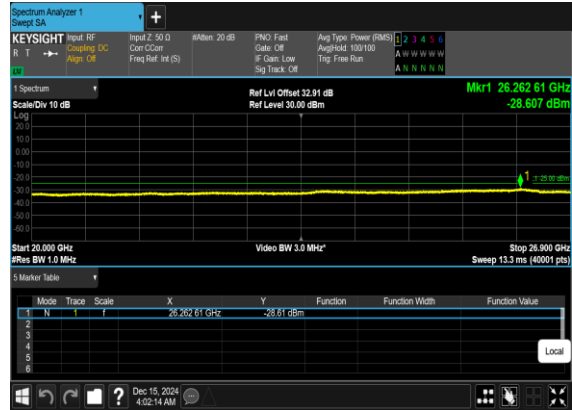 Spectrum Analyzer 1
Swept SA
+
KEYSIGHT Input: RF Input Z: 50 Ω #Atten: 20 dB PNO: Fast Avg Type: Power (RMS) 1 2 3 4 5 6
R T Coupling: DC Corr CCorr Gate: Off Avg|Hold: 100/100 A W W W W W
Align: Off Freq Ref: Int (S) IF Gain: Low Trig: Free Run
Sig Track: Off A N N N N N
1 Spectrum Ref Lvl Offset 32.91 dB Mkr1 26.262 61 GHz
Scale/Div 10 dB Ref Level 30.00 dBm -28.607 dBm
Log
20.0
10.0
0.00
-10.0
1
-20.0
-30.0
-40.0
-50.0
-60.0
Start 20.000 GHz Video BW 3.0 MHz* Stop 26.900 GHz
#Res BW 1.0 MHz Sweep 13.3 ms (40001 pts)
5 Marker Table
Mode Trace Scale X Y Function Function Width Function Value
1 N 1 f 26.262 61 GHz -28.61 dBm
2
3
4
5
6
Local
? Dec 15, 2024
4:02:14 AM